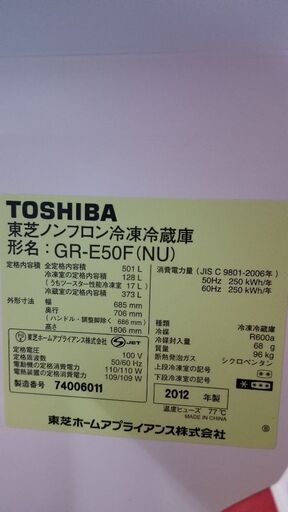 TOSHIBA
東芝ノンフロン冷凍冷蔵庫
形名：GR-E50F(NU)
定格内容積 全定格内容積 501 L
冷凍室の定格内容積 128 L
(うちツースター性能冷凍室 17 L)
冷蔵室の定格内容積 373 L
外形寸法 幅 685 mm
奥行 706 mm
(ハンドル・調整脚除く 686 mm)
高さ 1806 mm
東芝ホームアプライアンス株式会社
S JET
定格電圧 100 V
定格周波数 50/60 Hz
電動機の定格消費電力 110/110 W
電熱装置の定格消費電力 109/109 W
製造番号 74006011
消費電力量 (JIS C 9801-2006年)
50Hz 250 kWh/年
60Hz 250 kWh/年
種類 冷凍冷蔵庫
冷媒 R600a
冷媒封入量 68 g
質量 96 kg
断熱発泡ガス シクロペンタン
上段冷凍室の記号
下段冷凍室の記号
2012 年製
温度ヒューズ 77℃
MADE IN CHINA
東芝ホームアプライアンス株式会社